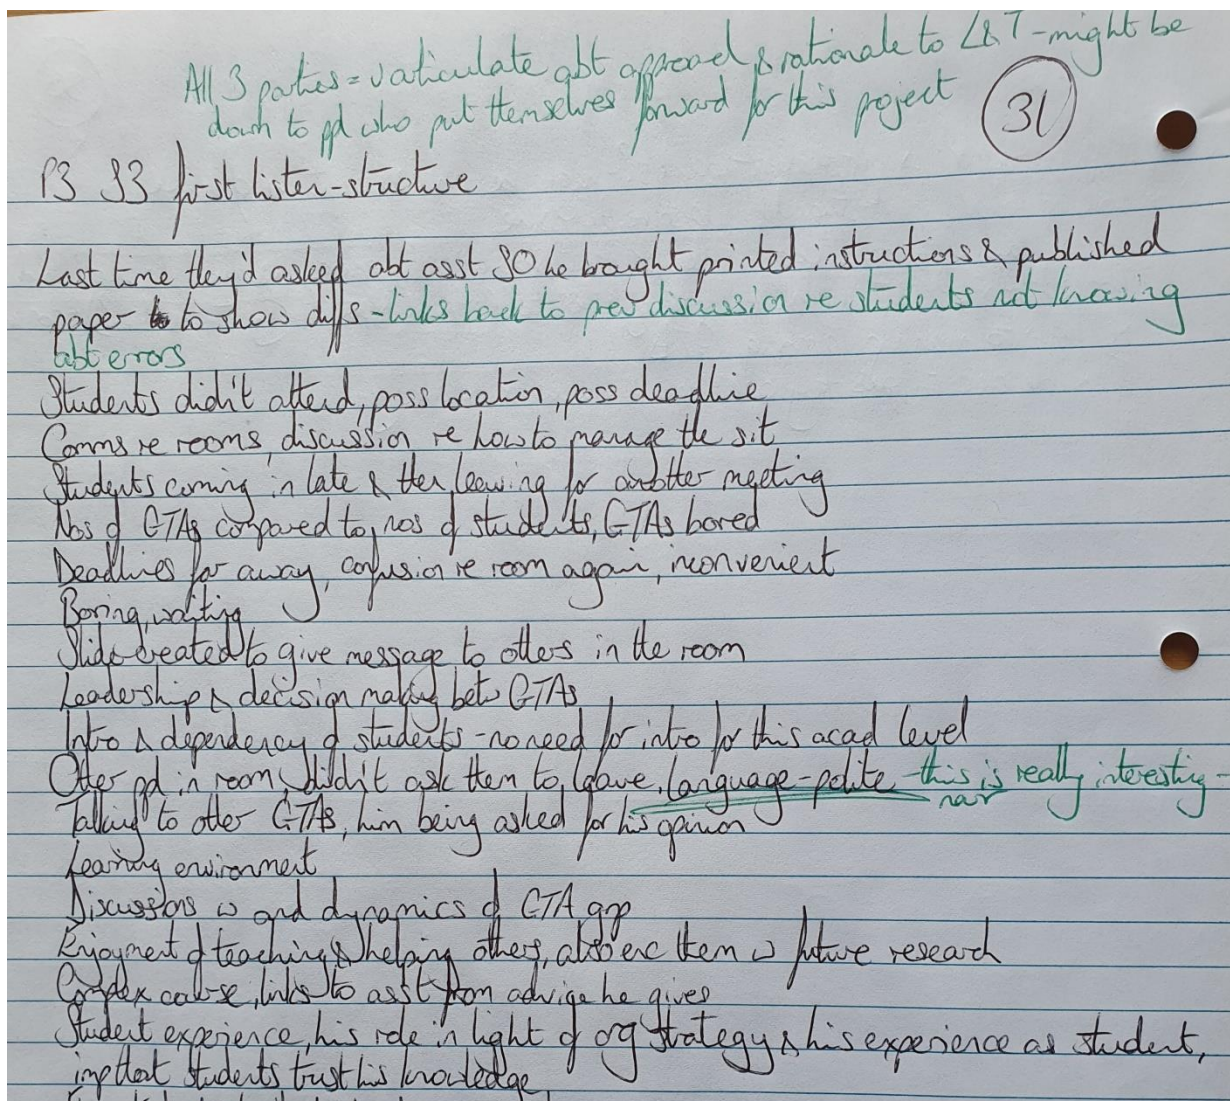 All 3 parties = v articulate abt approach & rationale to L&T - might be
down to ppl who put themselves forward for this project
31
P3 S3 first listen - structure
Last time they'd asked abt asst SO he brought printed instructions & published
paper to show diffs - links back to prev discussion re students not knowing
abt errors
Students didn't attend, poss location, poss deadline
Comms re rooms, discussion re how to manage the sit
Students coming in late & then leaving for another meeting
Nos of GTAs compared to nos of students, GTAs bored
Deadlines far away, confusion re room again, inconvenient
Boring, waiting
Slide created to give message to others in the room
Leadership & decision making betw GTAs
Intro & dependency of students - no need for intro for this acad level
Other ppl in room, didn't ask them to leave, language - polite - this is really interesting -
nar
Talking to other GTAs, him being asked for his opinion
Learning environment
Discussions w and dynamics of GTA grp
Enjoyment of teaching & helping others, also enc them w future research
Complex course, links to asst from advice he gives
Student experience, his role in light of org strategy & his experience as student,
imp that students trust his knowledge